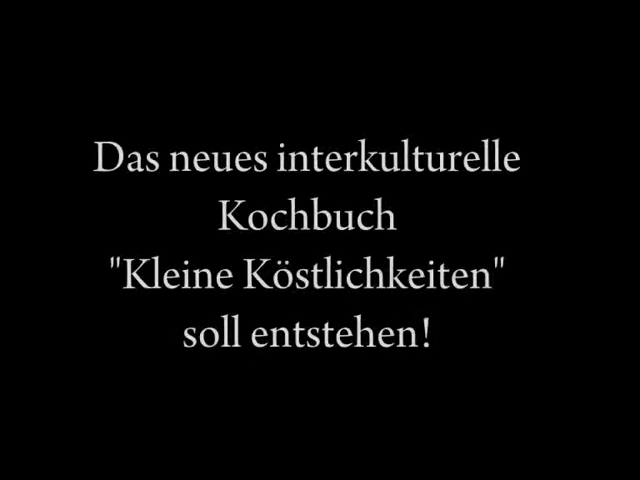 Das neues interkulturelle
Kochbuch
"Kleine Köstlichkeiten"
soll entstehen!